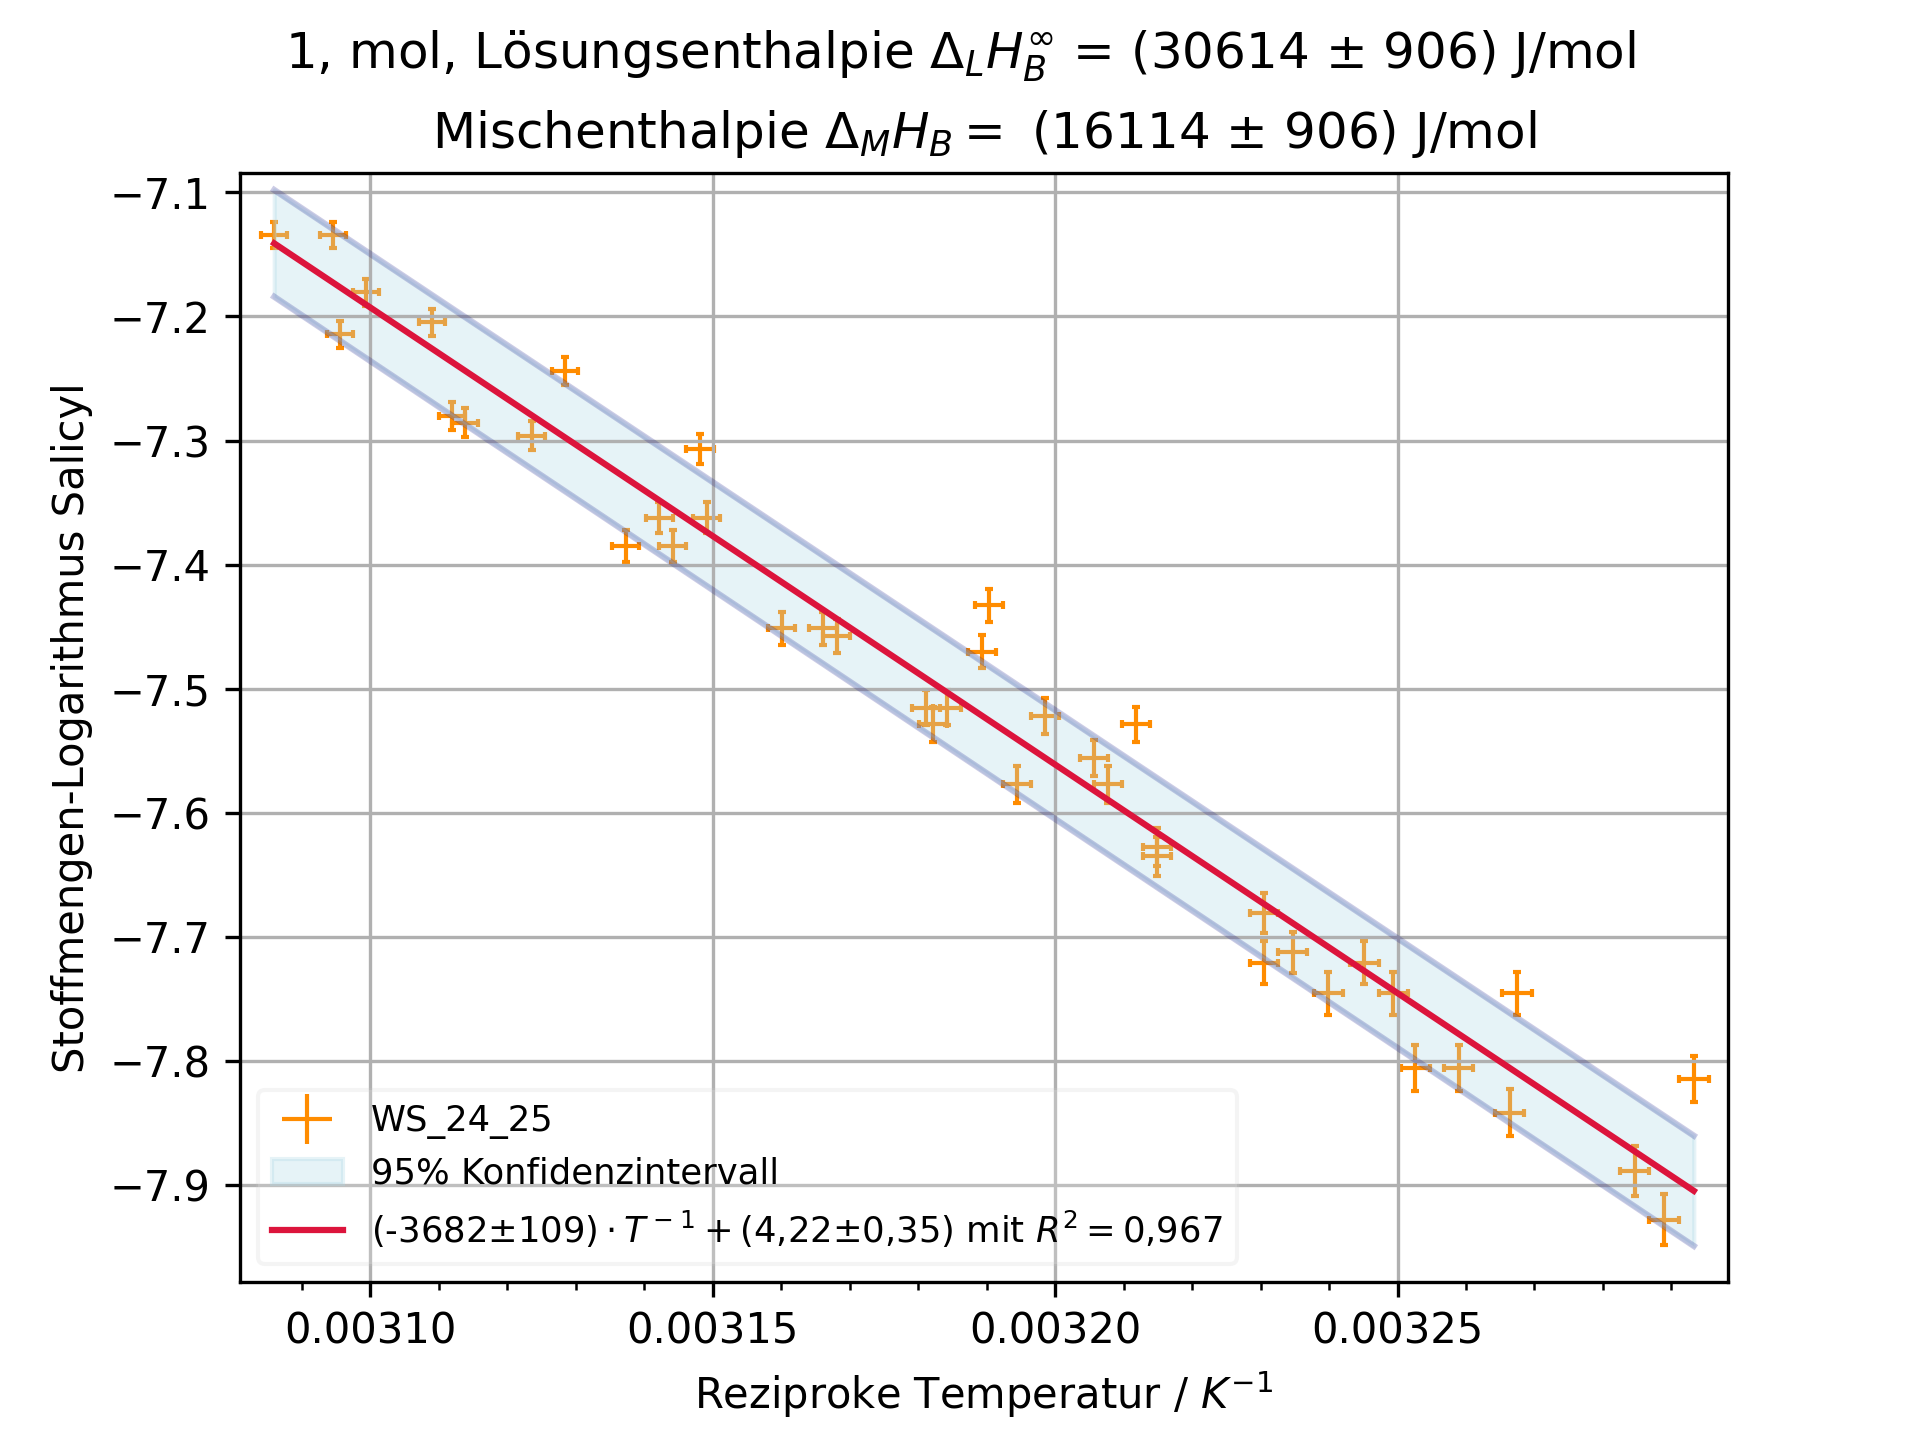 1, mol, Lösungsenthalpie Δ_L H_B^∞ = (30614 ± 906) J/mol
Mischenthalpie Δ_M H_B = (16114 ± 906) J/mol
−7.1
−7.2
−7.3
−7.4
−7.5
−7.6
−7.7
−7.8
−7.9
Stoffmengen-Logarithmus Salicyl
WS_24_25
95% Konfidenzintervall
(-3682±109) · T⁻¹ + (4,22±0,35) mit R² = 0,967
0.00310 0.00315 0.00320 0.00325
Reziproke Temperatur / K⁻¹